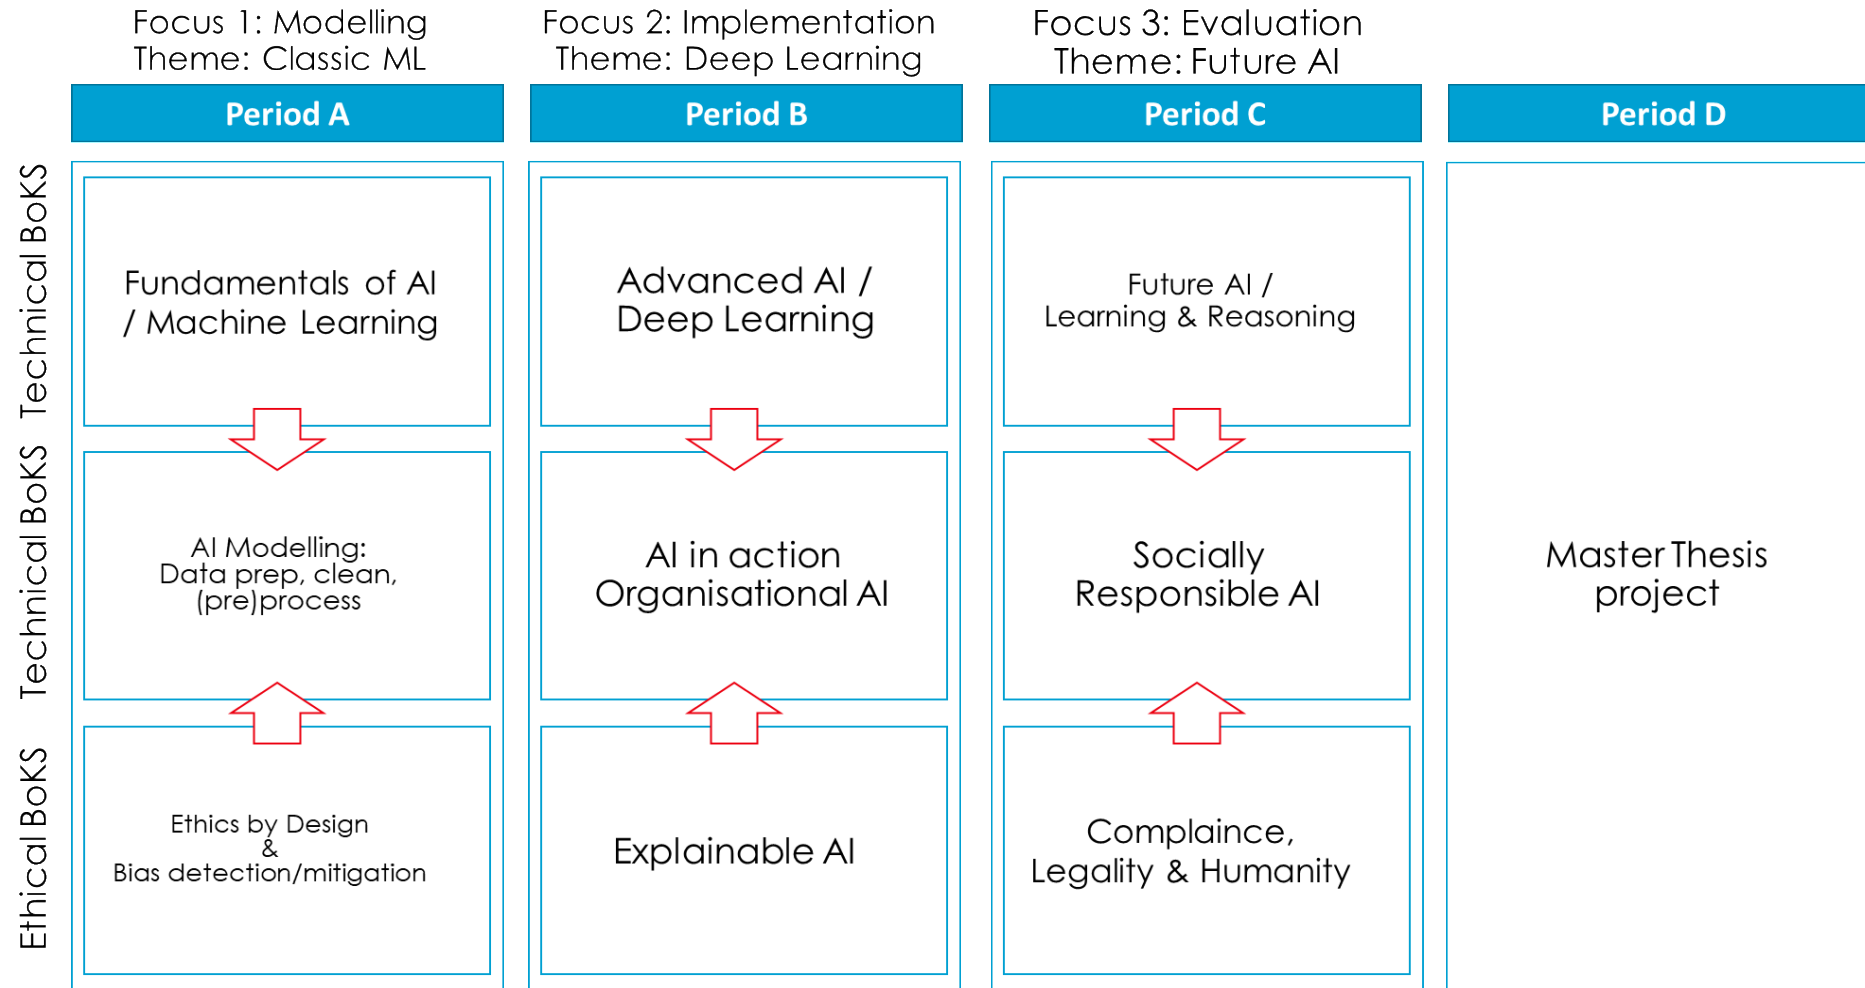 Focus 1: Modelling
Theme: Classic ML
Focus 2: Implementation
Theme: Deep Learning
Focus 3: Evaluation
Theme: Future AI
Period A
Period B
Period C
Period D
Technical BoKS
Fundamentals of AI
/ Machine Learning
Advanced AI /
Deep Learning
Future AI /
Learning & Reasoning
Technical BoKS
AI Modelling:
Data prep, clean,
(pre)process
AI in action
Organisational AI
Socially
Responsible AI
Master Thesis
project
Ethical BoKS
Ethics by Design
&
Bias detection/mitigation
Explainable AI
Complaince,
Legality & Humanity